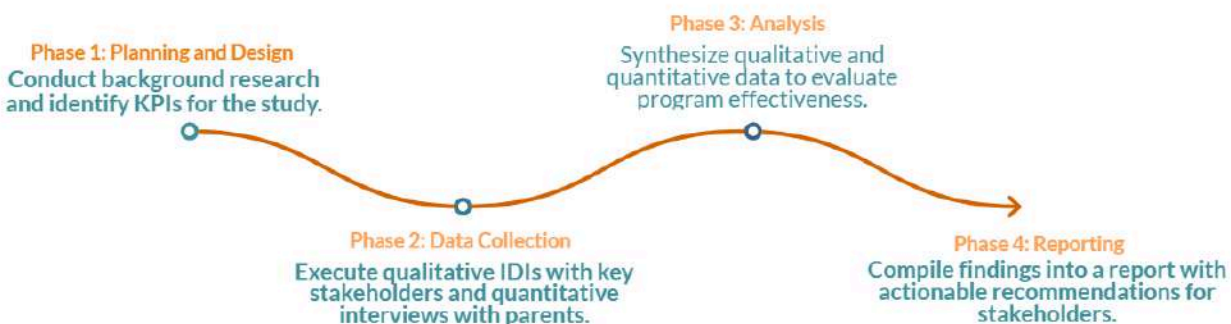 Phase 1: Planning and Design
Conduct background research
and identify KPIs for the study.
Phase 2: Data Collection
Execute qualitative IDIs with key
stakeholders and quantitative
interviews with parents.
Phase 3: Analysis
Synthesize qualitative and
quantitative data to evaluate
program effectiveness.
Phase 4: Reporting
Compile findings into a report with
actionable recommendations for
stakeholders.